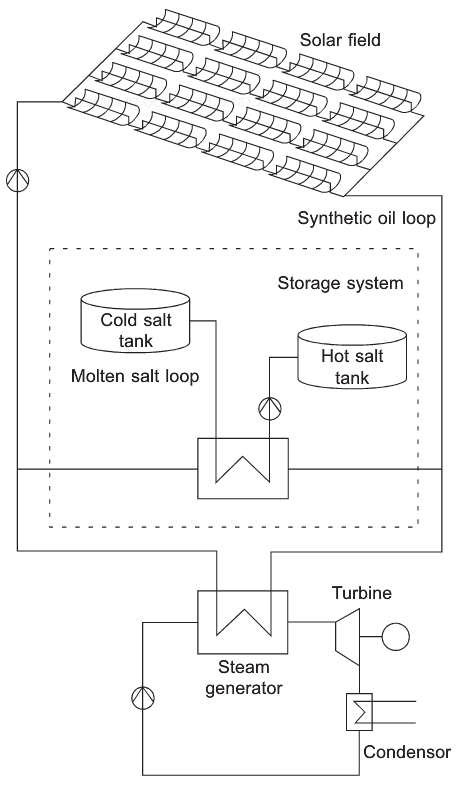 Solar field
Synthetic oil loop
Storage system
Cold salt
tank
Hot salt
tank
Molten salt loop
Turbine
Steam
generator
Condensor